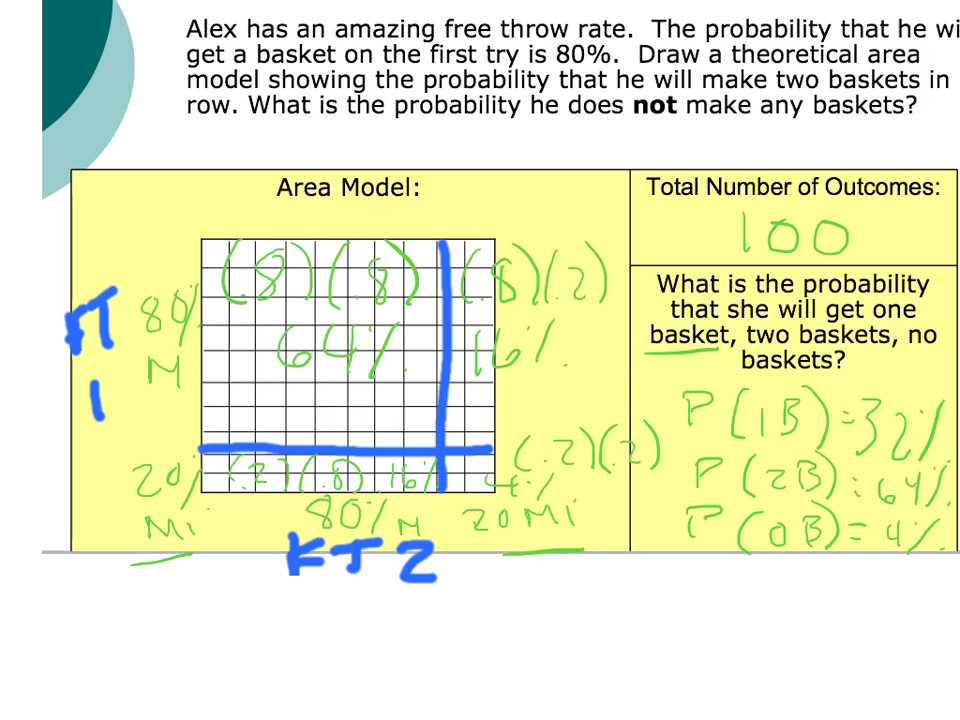 Alex has an amazing free throw rate.  The probability that he wi
get a basket on the first try is 80%.  Draw a theoretical area
model showing the probability that he will make two baskets in
row. What is the probability he does not make any baskets?
Area Model:
Total Number of Outcomes:
100
(.8)(.8) (.8)(.2)
FT
1
80%
M
64% 16%
What is the probability
that she will get one
basket, two baskets, no
baskets?
P(1B)=32%
P(2B)=64%
P(0B)=4%
20%
Mi
(.2)(.8) 16% 4% (.2)(.2)
80% M 20 Mi
FT 2